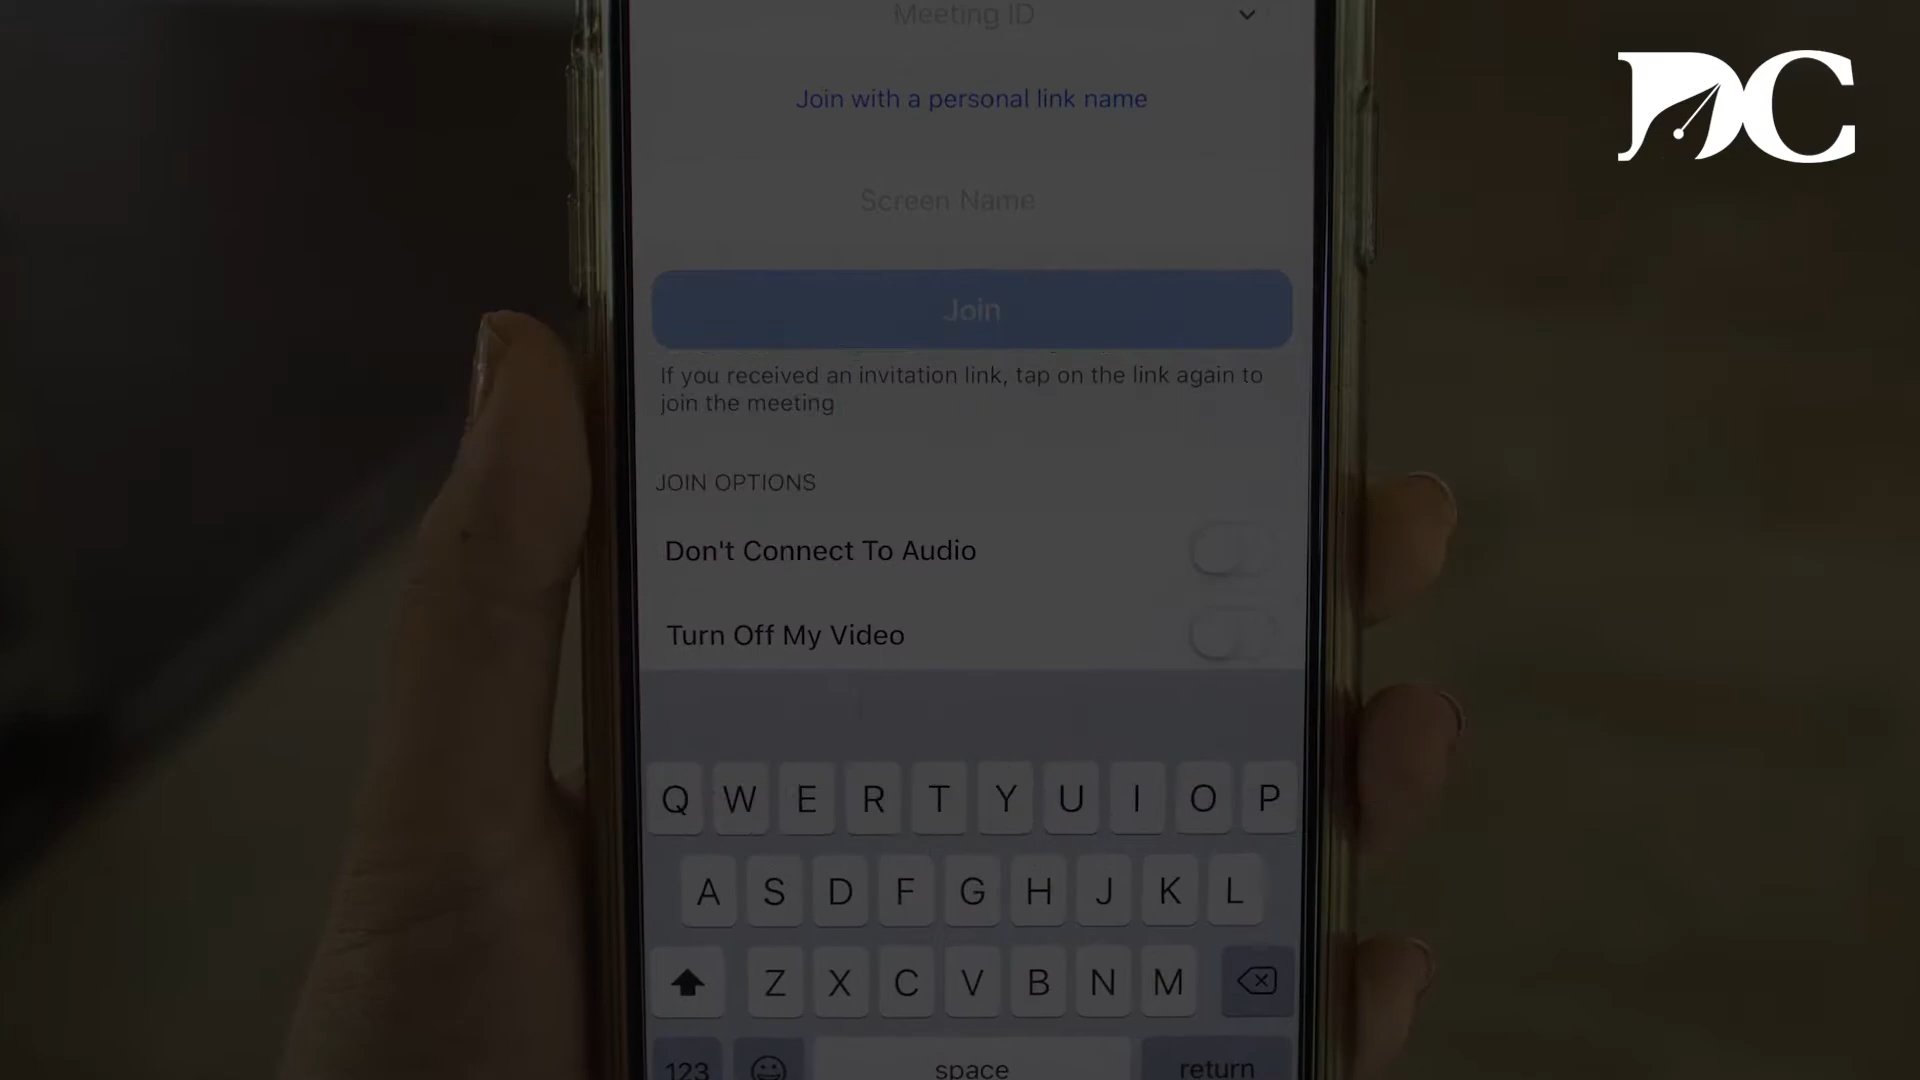 Meeting ID
DC
Join with a personal link name
Screen Name
Join
If you received an invitation link, tap on the link again to
join the meeting
JOIN OPTIONS
Don't Connect To Audio
Turn Off My Video
Q W E R T Y U I O P
A S D F G H J K L
Z X C V B N M
123 space return